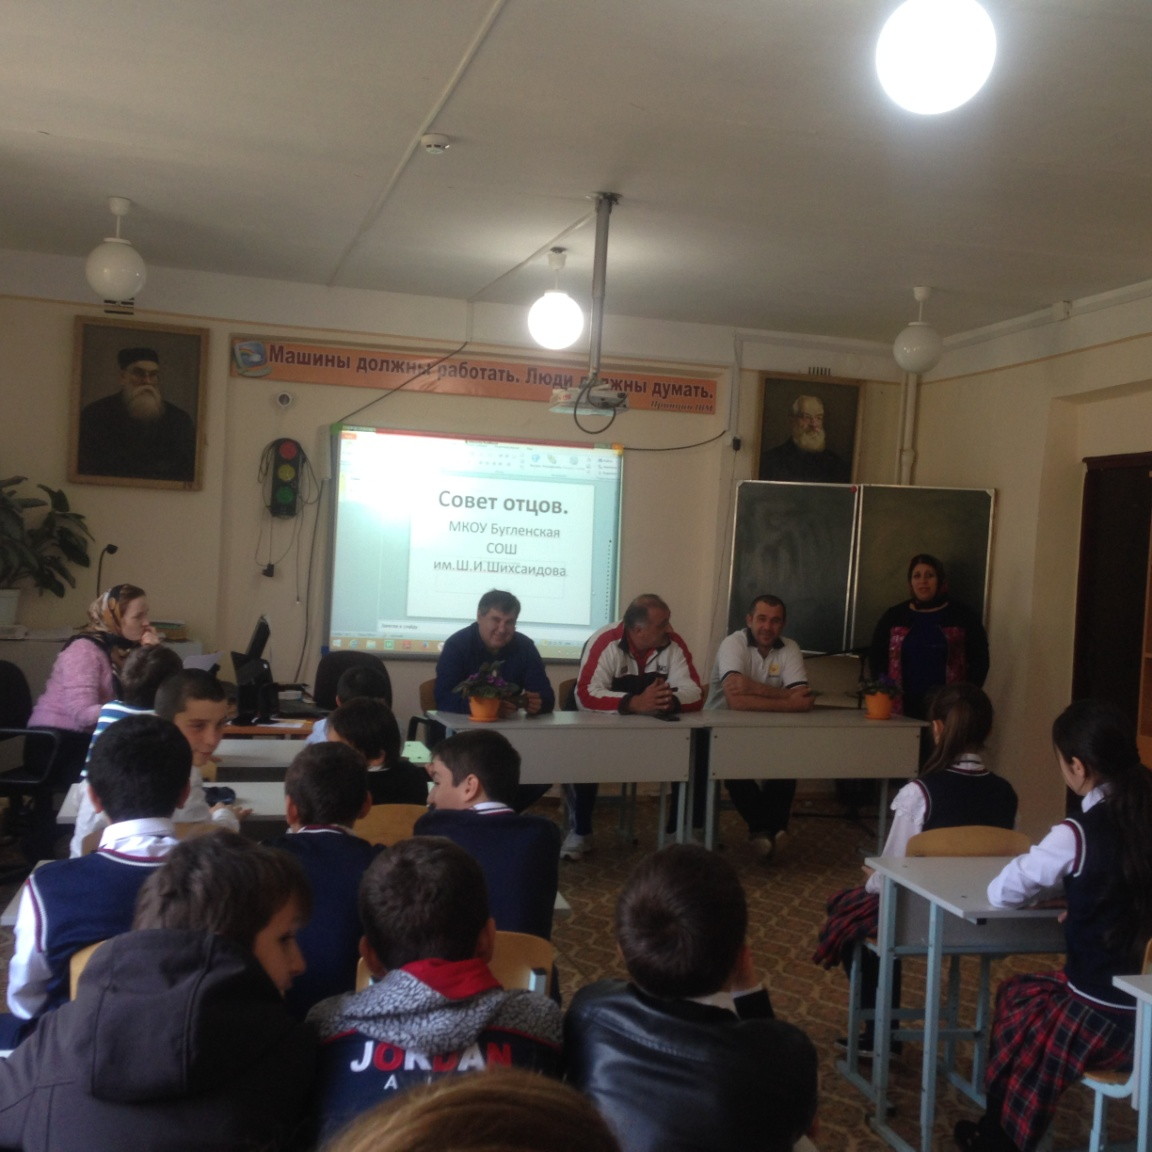 Машины должны работать. Люди должны думать.
Совет отцов.
МКОУ Бугленская
СОШ
им.Ш.И.Шихсаидова
JORDAN